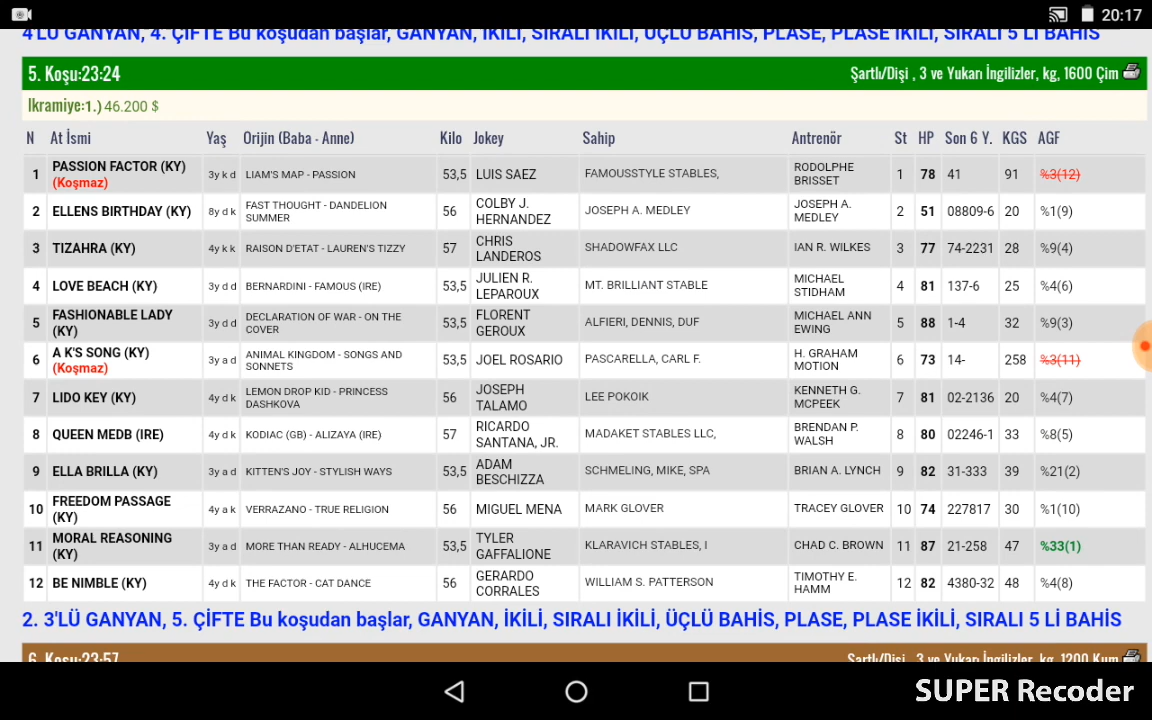 20:17
4'LÜ GANYAN, 4. ÇİFTE Bu koşudan başlar, GANYAN, İKİLİ, SIRALI İKİLİ, ÜÇLÜ BAHİS, PLASE, PLASE İKİLİ, SIRALI 5 Lİ BAHİS
5. Koşu:23:24 Şartlı/Dişi , 3 ve Yukarı İngilizler, kg, 1600 Çim
Ikramiye:1.) 46.200 $
N At İsmi Yaş Orijin (Baba - Anne) Kilo Jokey Sahip Antrenör St HP Son 6 Y. KGS AGF
1 PASSION FACTOR (KY) (Koşmaz) 3y k d LIAM'S MAP - PASSION 53,5 LUIS SAEZ FAMOUSSTYLE STABLES, RODOLPHE BRISSET 1 78 41 91 %3(12)
2 ELLENS BIRTHDAY (KY) 8y d k FAST THOUGHT - DANDELION SUMMER 56 COLBY J. HERNANDEZ JOSEPH A. MEDLEY JOSEPH A. MEDLEY 2 51 08809-6 20 %1(9)
3 TIZAHRA (KY) 4y k k RAISON D'ETAT - LAUREN'S TIZZY 57 CHRIS LANDEROS SHADOWFAX LLC IAN R. WILKES 3 77 74-2231 28 %9(4)
4 LOVE BEACH (KY) 3y d d BERNARDINI - FAMOUS (IRE) 53,5 JULIEN R. LEPAROUX MT. BRILLIANT STABLE MICHAEL STIDHAM 4 81 137-6 25 %4(6)
5 FASHIONABLE LADY (KY) 3y d d DECLARATION OF WAR - ON THE COVER 53,5 FLORENT GEROUX ALFIERI, DENNIS, DUF MICHAEL ANN EWING 5 88 1-4 32 %9(3)
6 A K'S SONG (KY) (Koşmaz) 3y a d ANIMAL KINGDOM - SONGS AND SONNETS 53,5 JOEL ROSARIO PASCARELLA, CARL F. H. GRAHAM MOTION 6 73 14- 258 %3(11)
7 LIDO KEY (KY) 4y d k LEMON DROP KID - PRINCESS DASHKOVA 56 JOSEPH TALAMO LEE POKOIK KENNETH G. MCPEEK 7 81 02-2136 20 %4(7)
8 QUEEN MEDB (IRE) 4y d k KODIAC (GB) - ALIZAYA (IRE) 57 RICARDO SANTANA, JR. MADAKET STABLES LLC, BRENDAN P. WALSH 8 80 02246-1 33 %8(5)
9 ELLA BRILLA (KY) 3y a d KITTEN'S JOY - STYLISH WAYS 53,5 ADAM BESCHIZZA SCHMELING, MIKE, SPA BRIAN A. LYNCH 9 82 31-333 39 %21(2)
10 FREEDOM PASSAGE (KY) 4y a k VERRAZANO - TRUE RELIGION 56 MIGUEL MENA MARK GLOVER TRACEY GLOVER 10 74 227817 30 %1(10)
11 MORAL REASONING (KY) 3y a d MORE THAN READY - ALHUCEMA 53,5 TYLER GAFFALIONE KLARAVICH STABLES, I CHAD C. BROWN 11 87 21-258 47 %33(1)
12 BE NIMBLE (KY) 4y d k THE FACTOR - CAT DANCE 56 GERARDO CORRALES WILLIAM S. PATTERSON TIMOTHY E. HAMM 12 82 4380-32 48 %4(8)
2. 3'LÜ GANYAN, 5. ÇİFTE Bu koşudan başlar, GANYAN, İKİLİ, SIRALI İKİLİ, ÜÇLÜ BAHİS, PLASE, PLASE İKİLİ, SIRALI 5 Lİ BAHİS
6. Koşu:23:57 Şartlı/Dişi , 3 ve Yukarı İngilizler, kg, 1200 Kum
SUPER Recoder